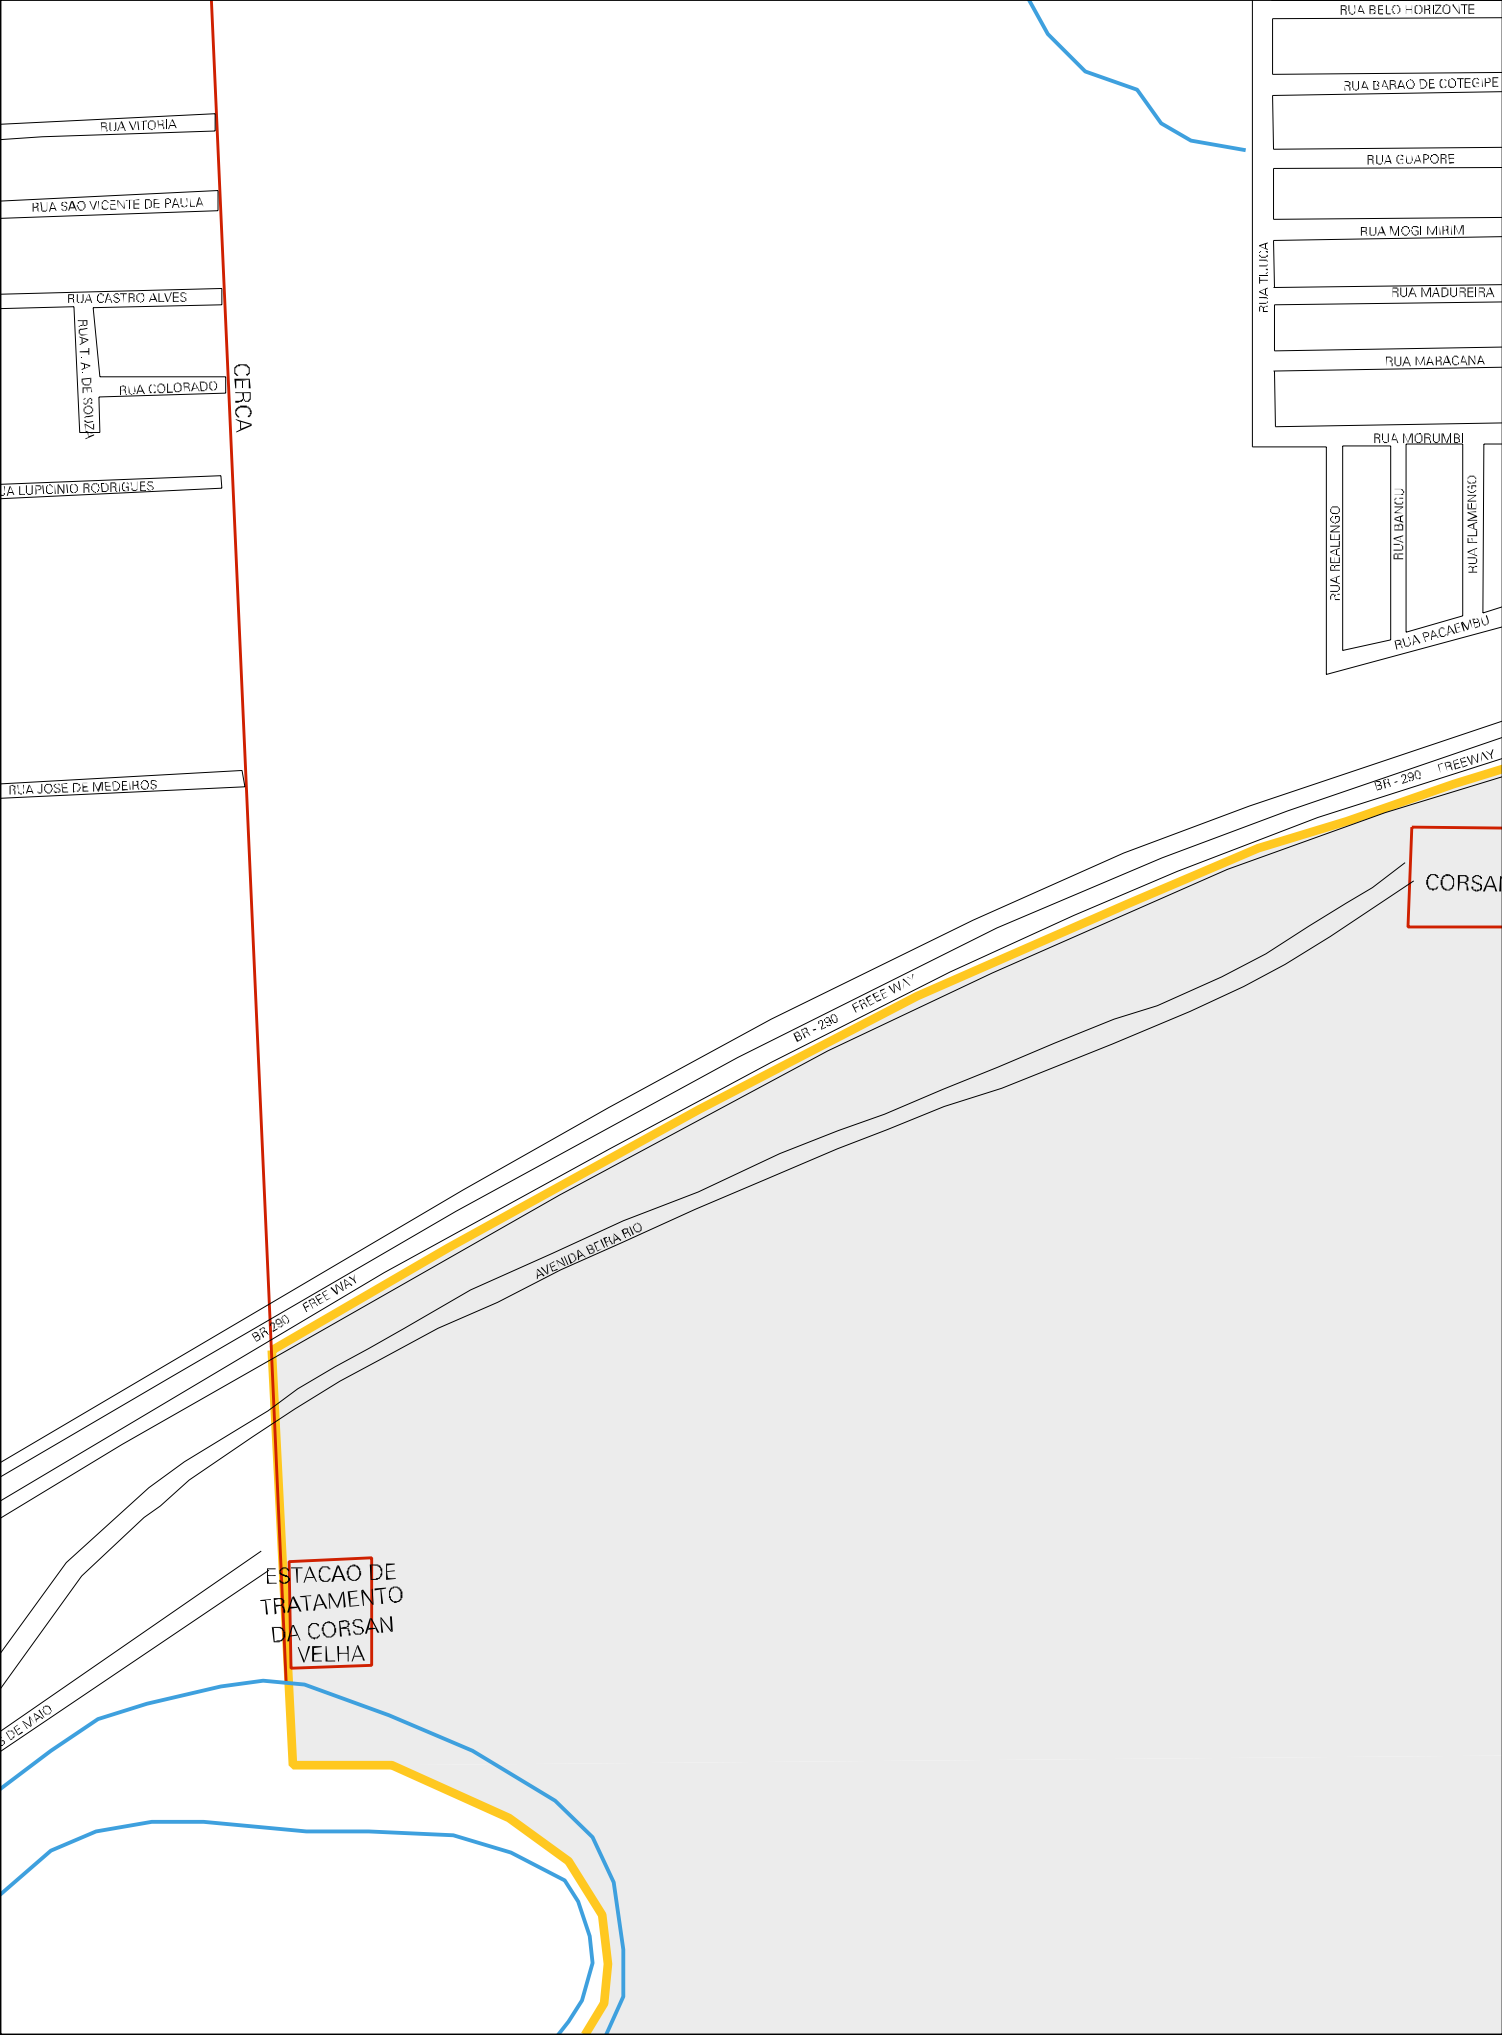 RUA BELO HORIZONTE
RUA BARAO DE COTEGIPE
RUA VITORIA
RUA GUAPORE
RUA SAO VICENTE DE PAULA
RUA MOGI MIRIM
RUA TIJUCA
RUA MADUREIRA
RUA CASTRO ALVES
RUA T. A. DE SOUZA
RUA MARACANA
RUA COLORADO
CERCA
RUA MORUMBI
UA LUPICINIO RODRIGUES
RUA REALENGO
RUA BANGU
RUA FLAMENGO
RUA PACAEMBU
BR - 290 FREEWAY
RUA JOSE DE MEDEIROS
CORSAN
BR - 290 FREEE WAY
AVENIDA BEIRA RIO
BR 290 FREE WAY
ESTACAO DE
TRATAMENTO
DA CORSAN
VELHA
DE MAIO